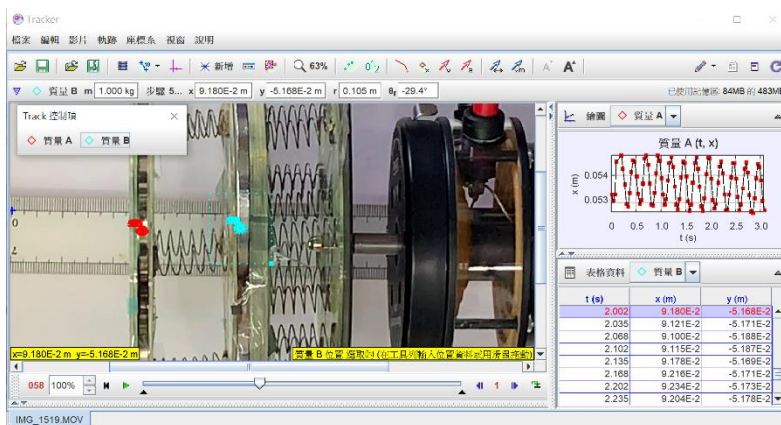 Tracker
檔案 編輯 影片 軌跡 座標系 視窗 說明
新增 63%
質量 B m 1.000 kg 步驟 5... x 9.180E-2 m y -5.168E-2 m r 0.105 m θr -29.4° 已使用記憶體: 84MB 的 483MB
Track 控制項
質量 A 質量 B
0
2
x=9.180E-2 m y=-5.168E-2 m
058 100% 1
IMG_1519.MOV
繪圖 質量 A
質量 A (t, x)
x (m)
0.054
0.053
0 0.5 1.0 1.5 2.0 2.5 3.0
t (s)
表格資料 質量 B
t (s) x (m) y (m)
2.002 9.180E-2 -5.168E-2
2.035 9.121E-2 -5.171E-2
2.068 9.100E-2 -5.188E-2
2.102 9.115E-2 -5.187E-2
2.135 9.178E-2 -5.169E-2
2.168 9.216E-2 -5.171E-2
2.202 9.234E-2 -5.173E-2
2.235 9.204E-2 -5.178E-2